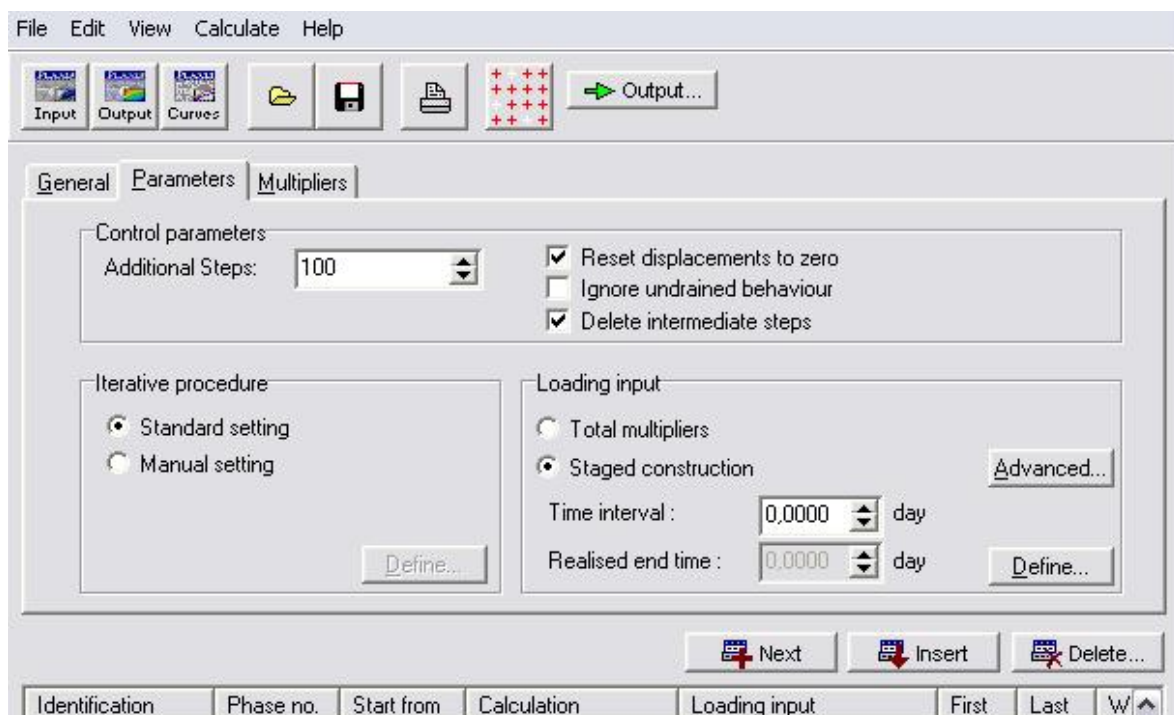 File Edit View Calculate Help
Input Output Curves Output...
General Parameters Multipliers
Control parameters
Additional Steps: 100
Reset displacements to zero
Ignore undrained behaviour
Delete intermediate steps
Iterative procedure
Standard setting
Manual setting
Define...
Loading input
Total multipliers
Staged construction
Advanced...
Time interval : 0,0000 day
Realised end time : 0,0000 day
Define...
Next Insert Delete...
Identification Phase no. Start from Calculation Loading input First Last W